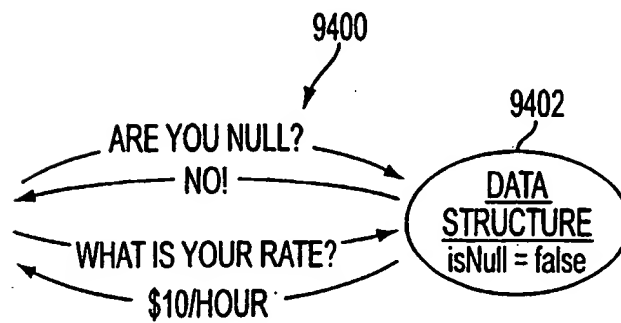 9400
9402
ARE YOU NULL?
NO!
WHAT IS YOUR RATE?
$10/HOUR
DATA
STRUCTURE
isNull = false